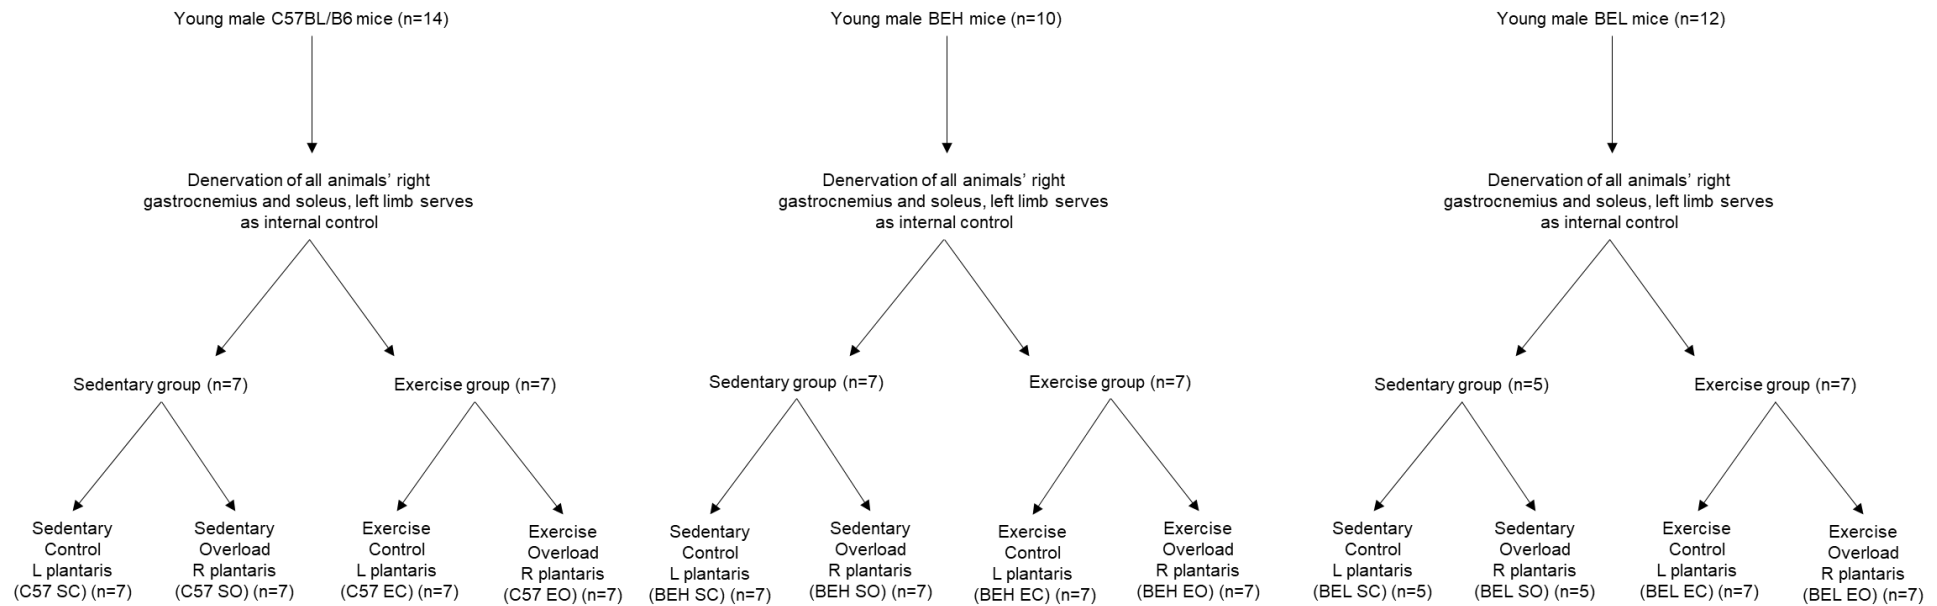 Young male C57BL/B6 mice (n=14)
Denervation of all animals’ right
gastrocnemius and soleus, left limb serves
as internal control
Sedentary group (n=7)
Exercise group (n=7)
Sedentary
Control
L plantaris
(C57 SC) (n=7)
Sedentary
Overload
R plantaris
(C57 SO) (n=7)
Exercise
Control
L plantaris
(C57 EC) (n=7)
Exercise
Overload
R plantaris
(C57 EO) (n=7)
Young male BEH mice (n=10)
Denervation of all animals’ right
gastrocnemius and soleus, left limb serves
as internal control
Sedentary group (n=7)
Exercise group (n=7)
Sedentary
Control
L plantaris
(BEH SC) (n=7)
Sedentary
Overload
R plantaris
(BEH SO) (n=7)
Exercise
Control
L plantaris
(BEH EC) (n=7)
Exercise
Overload
R plantaris
(BEH EO) (n=7)
Young male BEL mice (n=12)
Denervation of all animals’ right
gastrocnemius and soleus, left limb serves
as internal control
Sedentary group (n=5)
Exercise group (n=7)
Sedentary
Control
L plantaris
(BEL SC) (n=5)
Sedentary
Overload
R plantaris
(BEL SO) (n=5)
Exercise
Control
L plantaris
(BEL EC) (n=7)
Exercise
Overload
R plantaris
(BEL EO) (n=7)